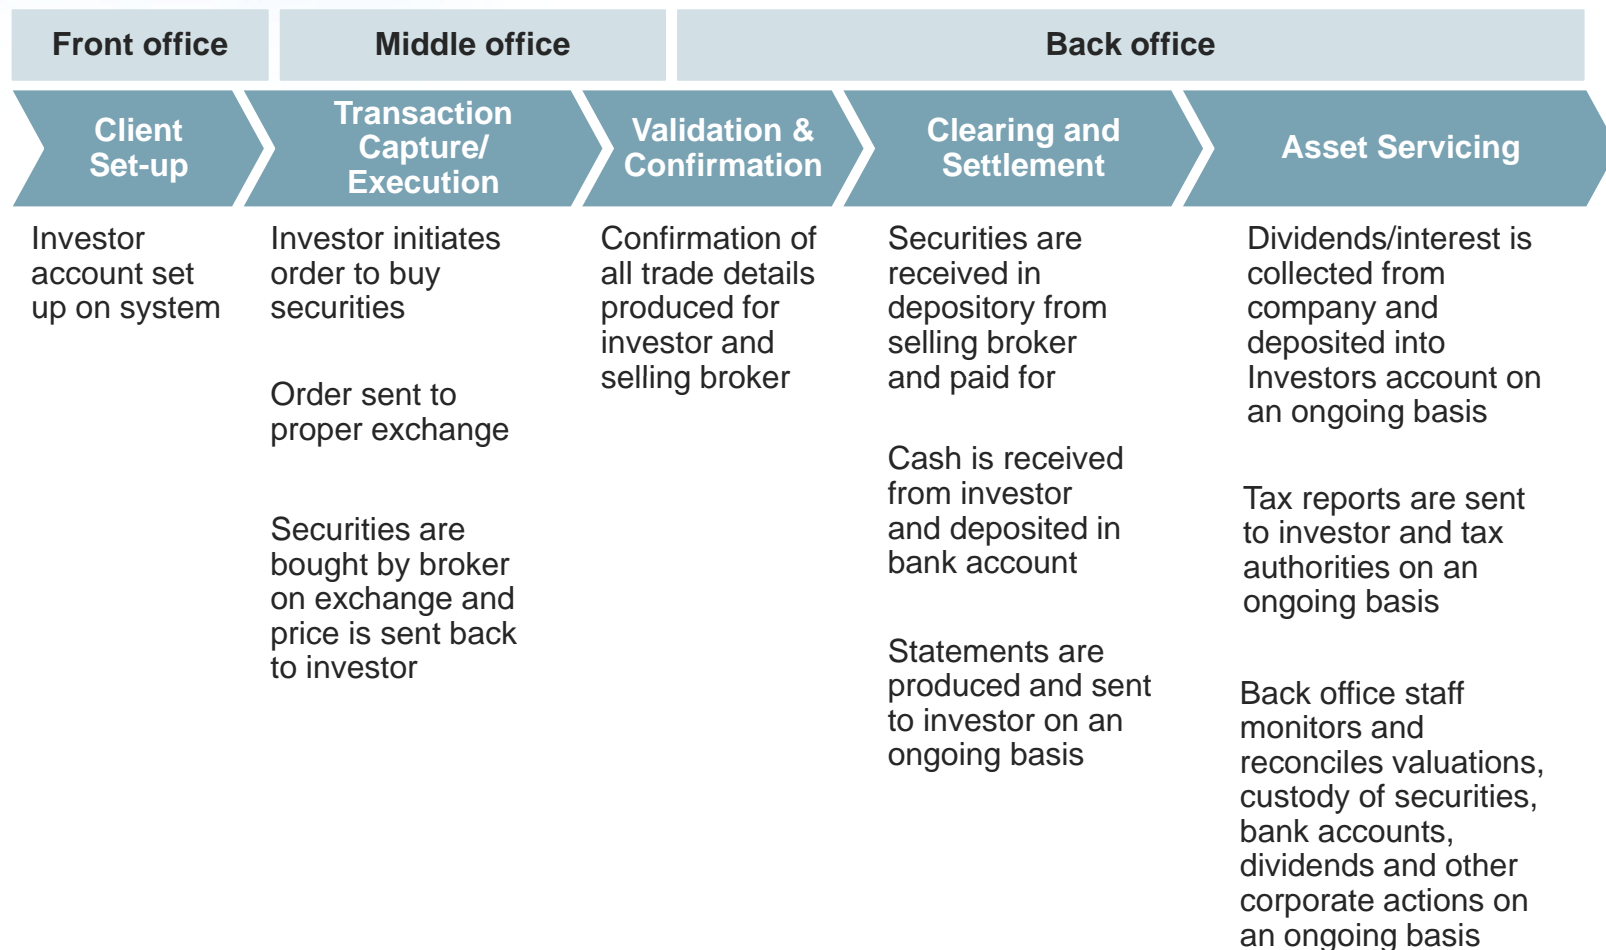 Front office
Middle office
Back office
Client
Set-up
Transaction
Capture/
Execution
Validation &
Confirmation
Clearing and
Settlement
Asset Servicing
Investor
account set
up on system
Investor initiates
order to buy
securities
Order sent to
proper exchange
Securities are
bought by broker
on exchange and
price is sent back
to investor
Confirmation of
all trade details
produced for
investor and
selling broker
Securities are
received in
depository from
selling broker
and paid for
Cash is received
from investor
and deposited in
bank account
Statements are
produced and sent
to investor on an
ongoing basis
Dividends/interest is
collected from
company and
deposited into
Investors account on
an ongoing basis
Tax reports are sent
to investor and tax
authorities on an
ongoing basis
Back office staff
monitors and
reconciles valuations,
custody of securities,
bank accounts,
dividends and other
corporate actions on
an ongoing basis